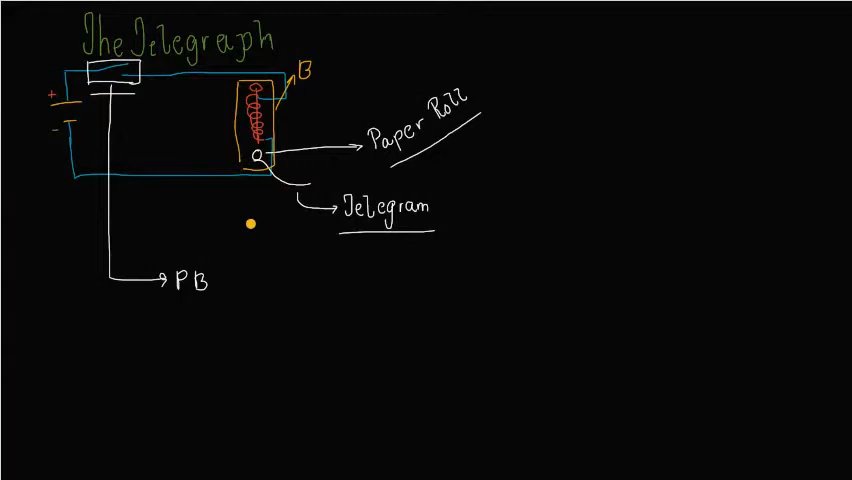 The Telegraph
B
+
-
Paper Roll
Telegram
PB